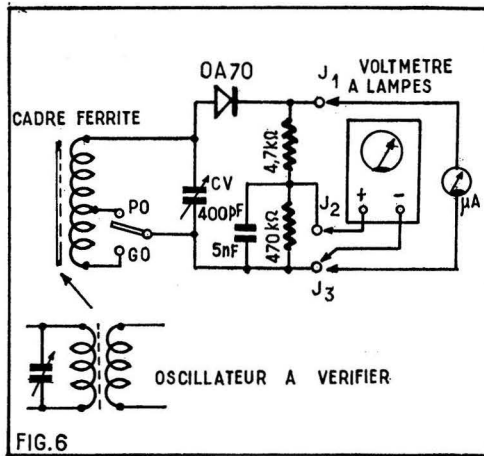 OA70
J1
VOLTMÈTRE
A LAMPES
CADRE FERRITE
4,7kΩ
PO
CV
400pF
+ -
µA
J2
GO
5nF
470kΩ
J3
OSCILLATEUR A VERIFIER
FIG.6